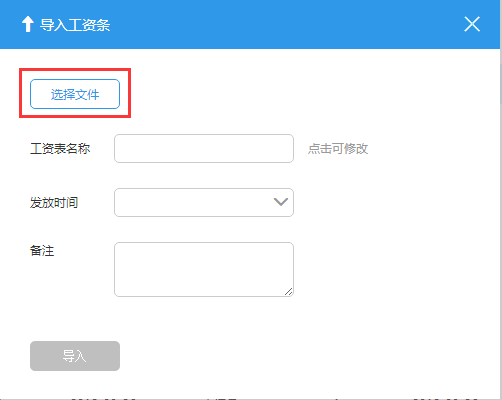 导入工资条
选择文件
工资表名称
点击可修改
发放时间
备注
导入